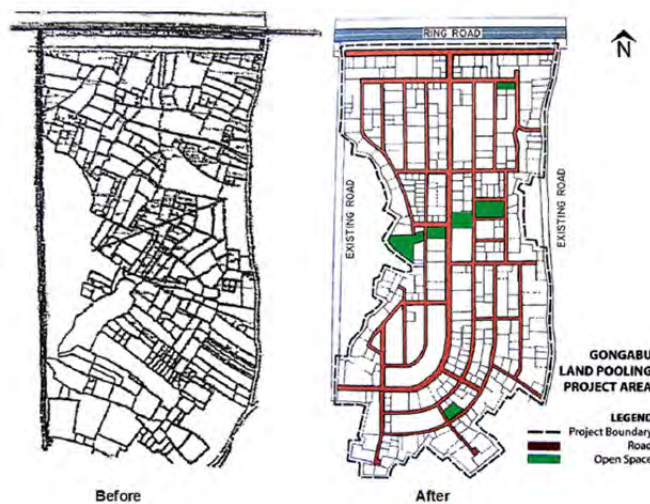 RING ROAD
N
EXISTING ROAD
EXISTING ROAD
GONGABU
LAND POOLING
PROJECT AREA
LEGEND
Project Boundary
Road
Open Space
Before
After